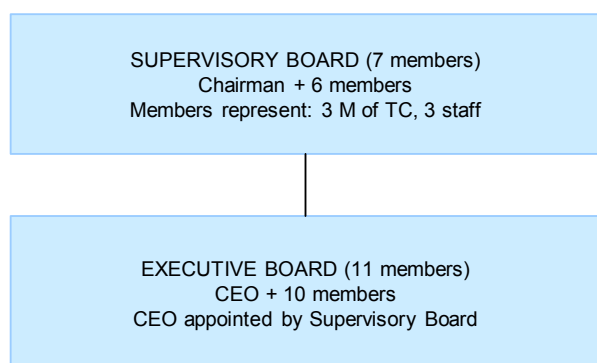 SUPERVISORY BOARD (7 members)
Chairman + 6 members
Members represent: 3 M of TC, 3 staff
EXECUTIVE BOARD (11 members)
CEO + 10 members
CEO appointed by Supervisory Board